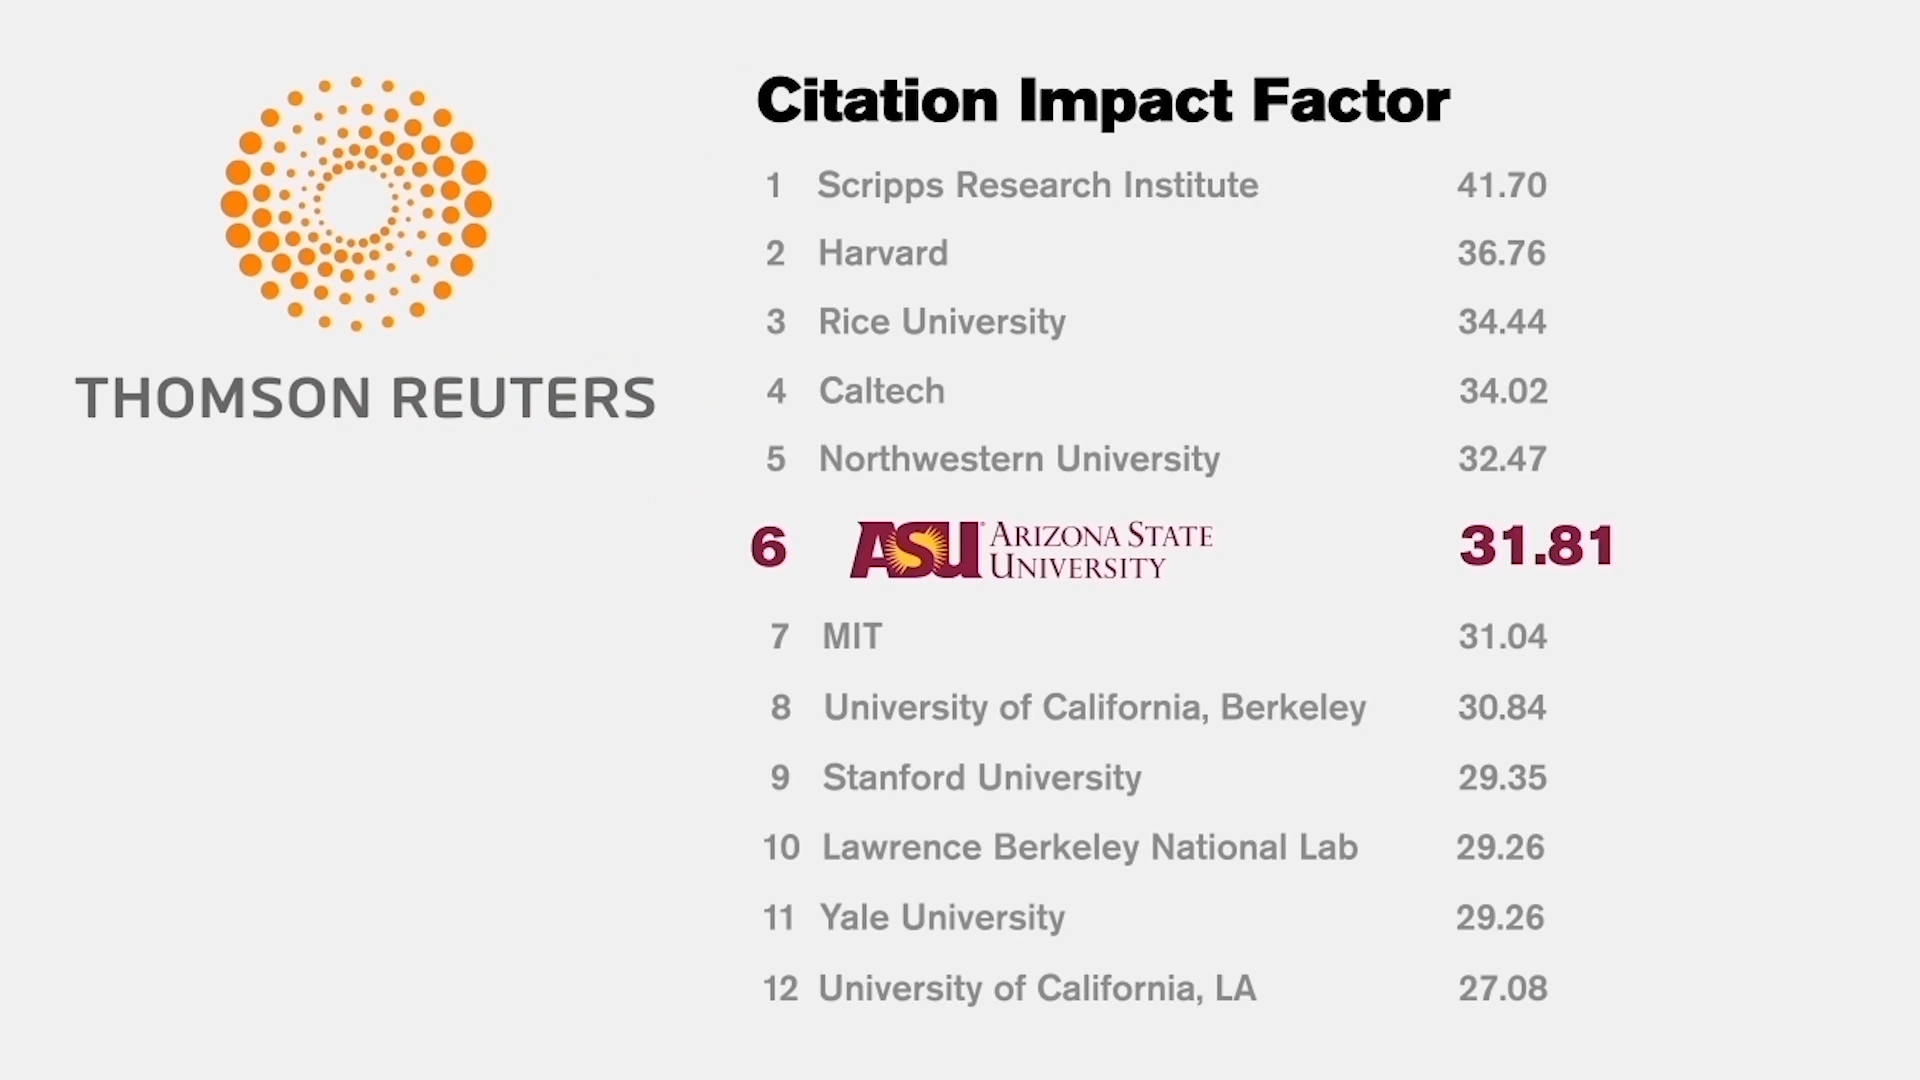 THOMSON REUTERS
Citation Impact Factor
1 Scripps Research Institute 41.70
2 Harvard 36.76
3 Rice University 34.44
4 Caltech 34.02
5 Northwestern University 32.47
6 ASU ARIZONA STATE UNIVERSITY 31.81
7 MIT 31.04
8 University of California, Berkeley 30.84
9 Stanford University 29.35
10 Lawrence Berkeley National Lab 29.26
11 Yale University 29.26
12 University of California, LA 27.08